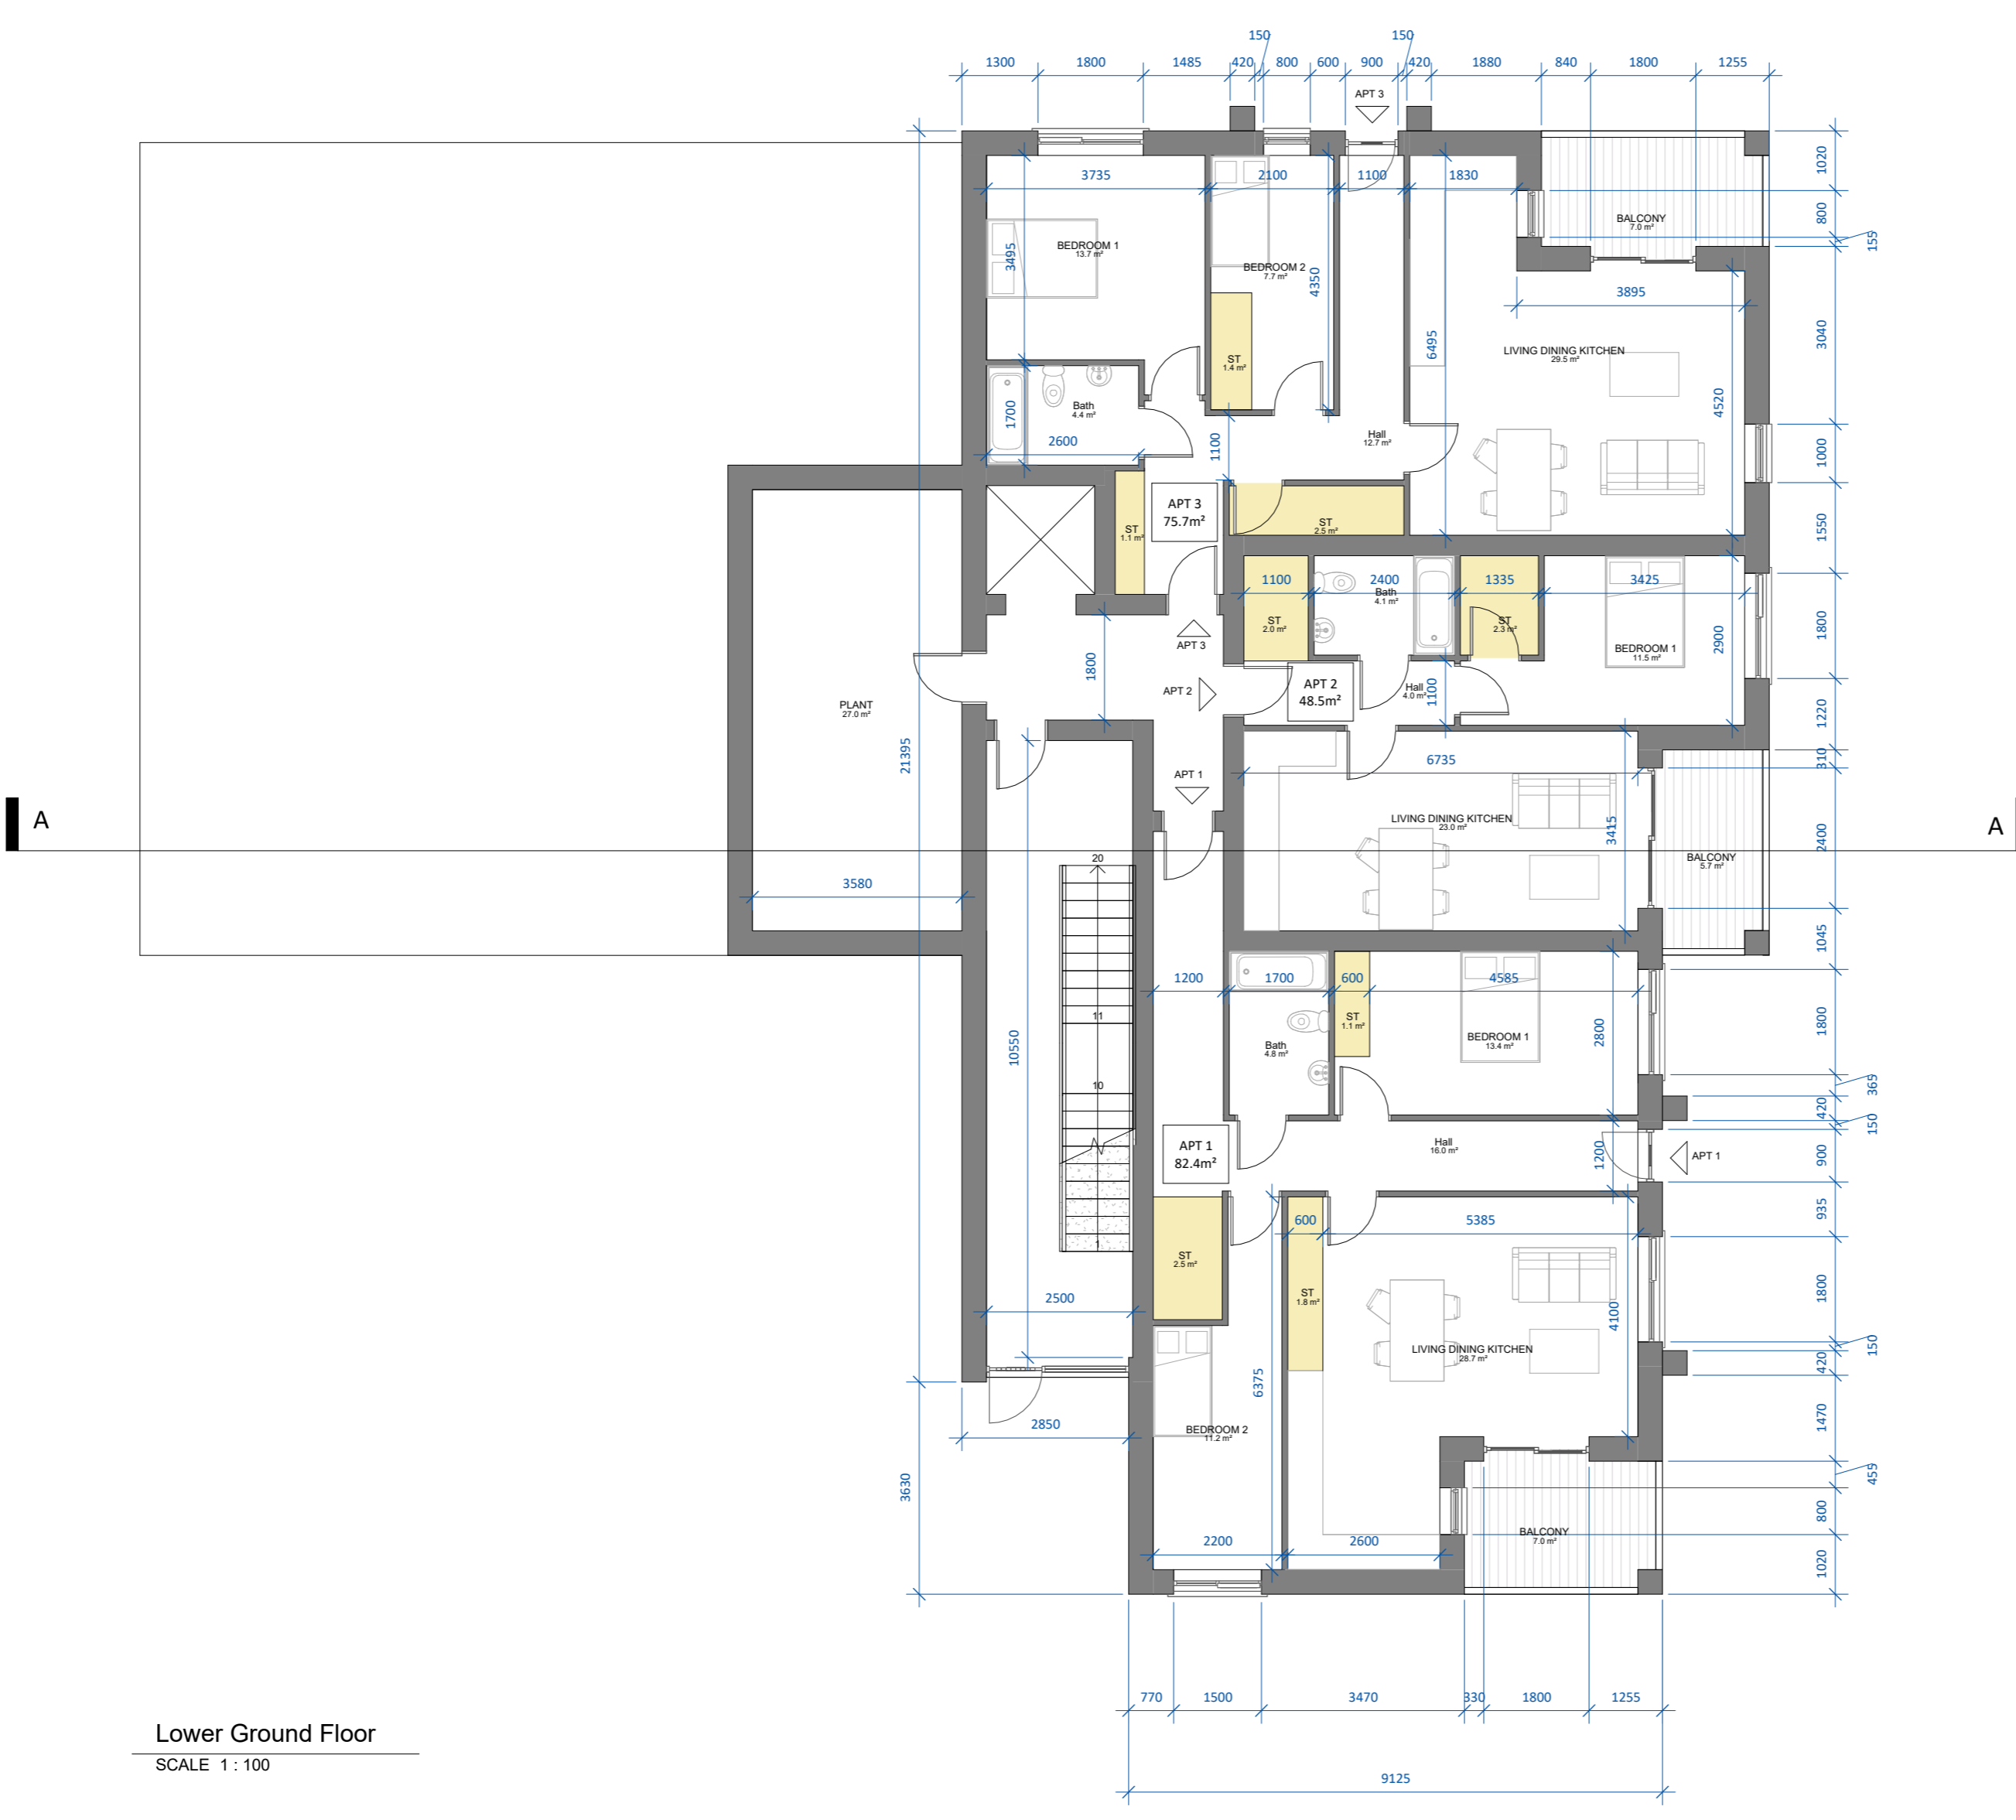 150
150
1300
1800
1485
420
800
600
900
420
1880
840
1800
1255
APT 3
1020
3735
2100
1100
1830
BALCONY
7.0 m²
800
155
BEDROOM 1
13.7 m²
3495
BEDROOM 2
7.7 m²
4350
3895
3040
6495
LIVING DINING KITCHEN
29.5 m²
ST
1.4 m²
4520
1700
Bath
4.4 m²
2600
1100
Hall
12.7 m²
1000
APT 3
75.7m²
ST
1.1 m²
ST
2.5 m²
1550
1100
2400
1335
3425
Bath
4.1 m²
ST
2.0 m²
ST
2.3 m²
1800
2900
BEDROOM 1
11.5 m²
APT 3
1800
APT 2
APT 2
48.5m²
Hall
4.0 m²
1100
PLANT
27.0 m²
1220
21395
310
6735
APT 1
A
LIVING DINING KITCHEN
23.0 m²
3415
2400
A
BALCONY
5.7 m²
20
3580
1045
1200
1700
600
4585
11
ST
1.1 m²
10550
Bath
4.8 m²
BEDROOM 1
13.4 m²
2800
1800
10
365
420
150
APT 1
82.4m²
Hall
16.0 m²
1200
900
APT 1
935
600
5385
1
ST
2.5 m²
ST
1.8 m²
2500
4100
1800
150
LIVING DINING KITCHEN
28.7 m²
420
6375
2850
BEDROOM 2
11.2 m²
1470
3630
455
800
BALCONY
7.0 m²
2200
2600
1020
770
1500
3470
330
1800
1255
Lower Ground Floor
SCALE 1 : 100
9125